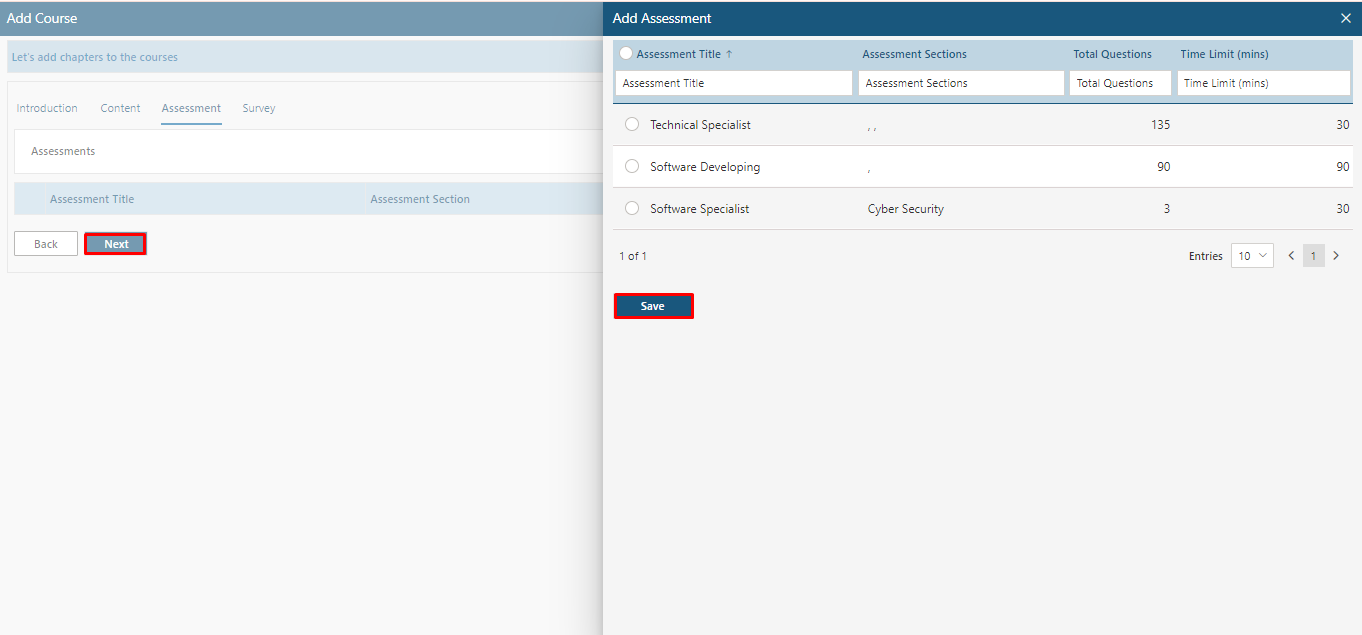 Add Course
Let's add chapters to the courses
Introduction Content Assessment Survey
Assessments
Assessment Title Assessment Section
Back Next
Add Assessment
Assessment Title ↑ Assessment Sections Total Questions Time Limit (mins)
Assessment Title Assessment Sections Total Questions Time Limit (mins)
Technical Specialist , , 135 30
Software Developing , 90 90
Software Specialist Cyber Security 3 30
1 of 1 Entries 10 1
Save